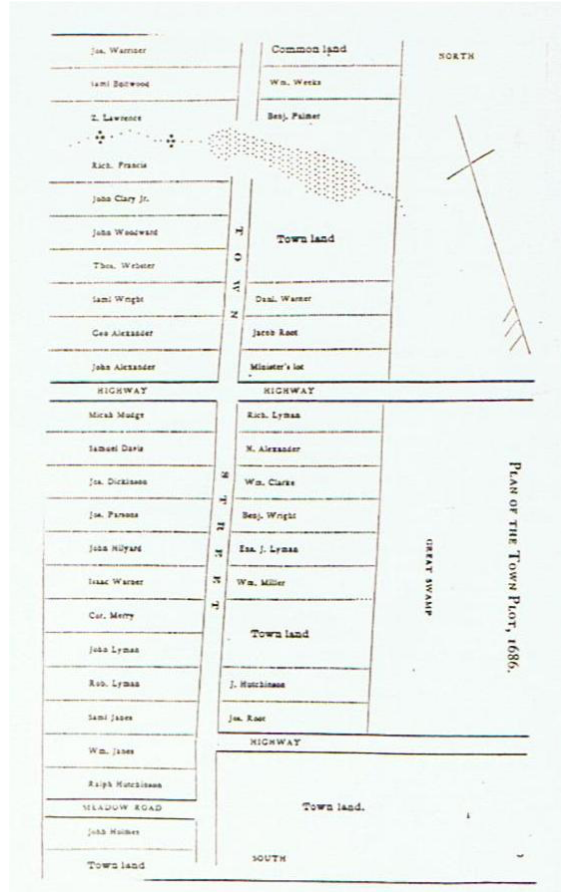 NORTH
Jos. Warriner
Saml Bodwood
Z. Lawrence
Rich. Francis
John Clary Jr.
John Woodward
Thos. Webster
Saml Wright
Geo Alexander
John Alexander
HIGHWAY
Micah Mudge
Samuel Davis
Jos. Dickinson
Jos. Parsons
John Hilyard
Isaac Warner
Cor. Merry
John Lyman
Rob. Lyman
Saml Janes
Wm. Janes
Ralph Hutchinson
MEADOW ROAD
John Holmes
Town land
TOWN
STREET
Common land
Wm. Weeks
Benj. Palmer
Town land
Danl. Warner
Jacob Root
Minister's lot
HIGHWAY
Rich. Lyman
N. Alexander
Wm. Clarke
Benj. Wright
Ens. J. Lyman
Wm. Miller
Town land
J. Hutchinson
Jos. Root
HIGHWAY
Town land.
SOUTH
GREAT SWAMP
PLAN OF THE TOWN PLOT, 1686.